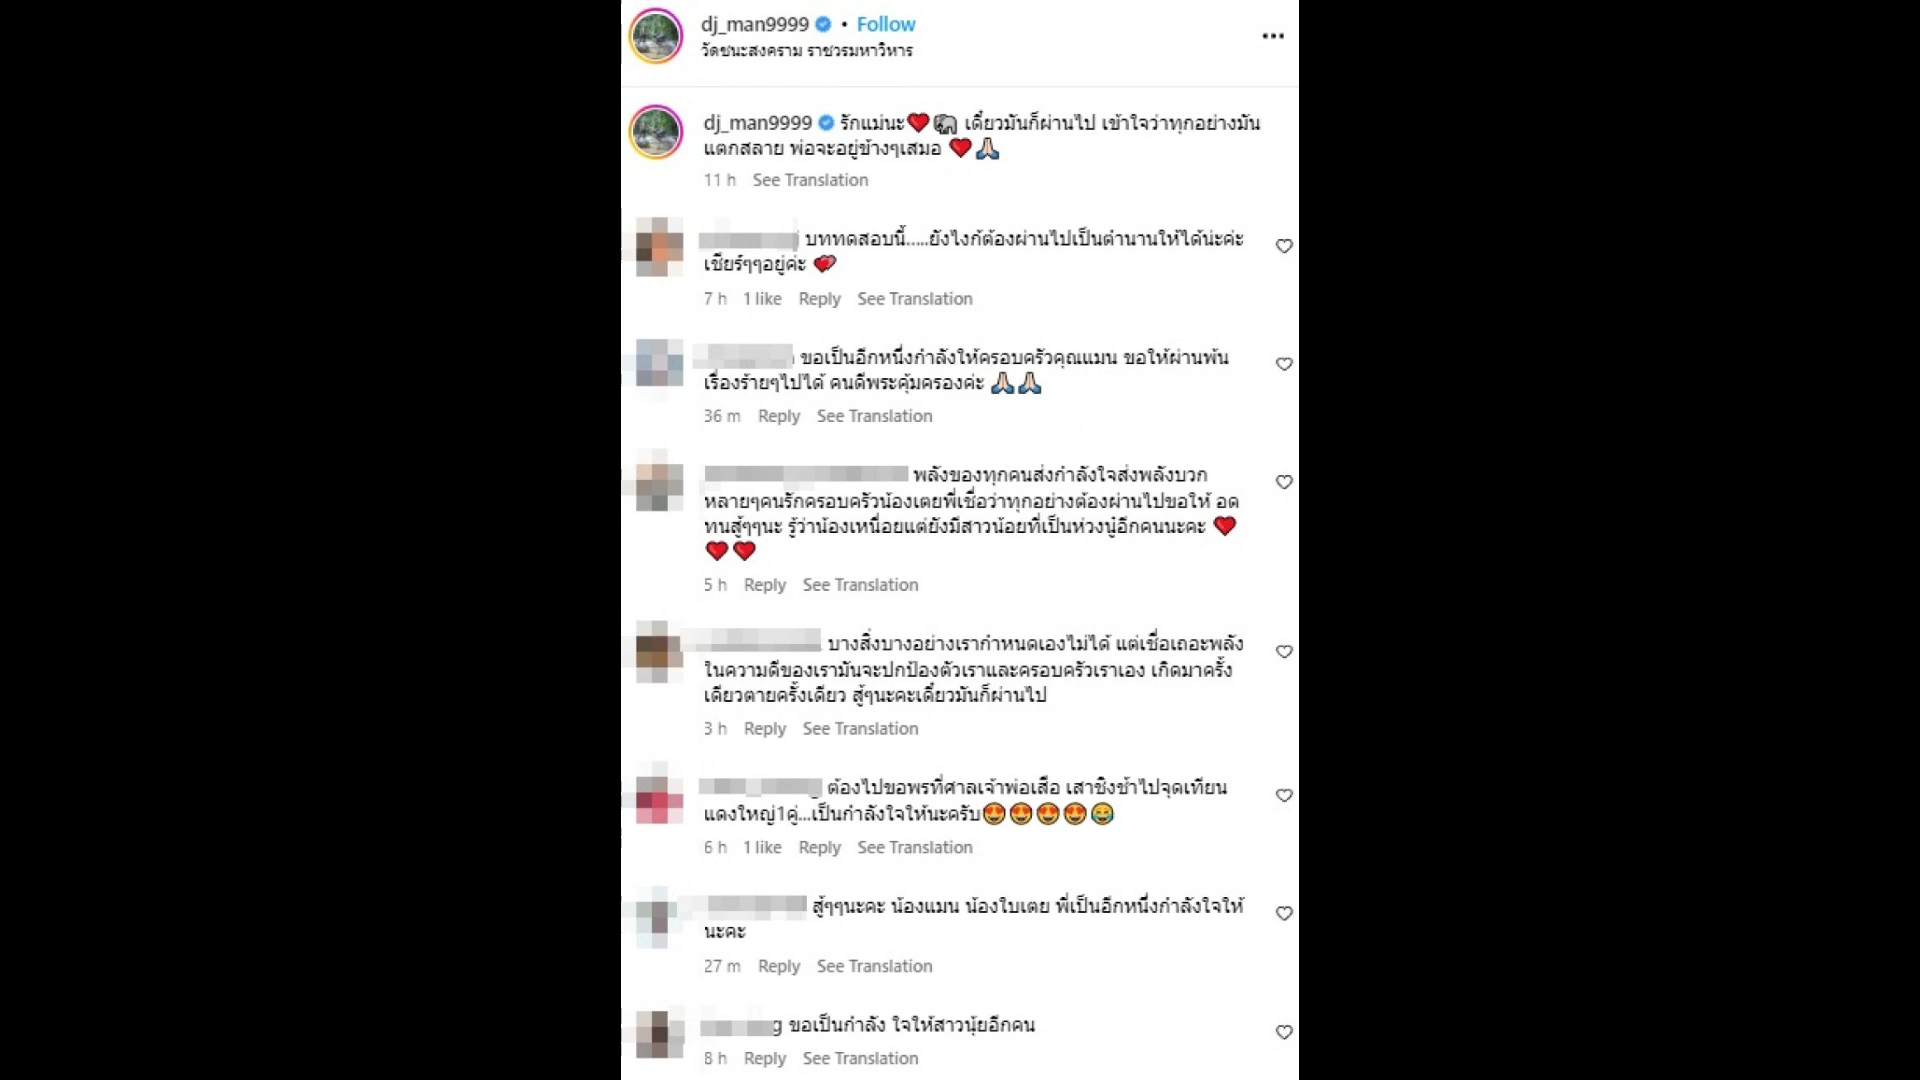 dj_man9999 • Follow
วัดชนะสงคราม ราชวรมหาวิหาร
dj_man9999 รักแม่นะ❤️🐘 เดี๋ยวมันก็ผ่านไป เข้าใจว่าทุกอย่างมัน
แตกสลาย พ่อจะอยู่ข้างๆเสมอ ❤️🙏🏻
11 h See Translation
บททดสอบนี้.....ยังไงก้ต้องผ่านไปเป็นตำนานให้ได้น่ะค่ะ
เชียร์ๆๆอยู่ค่ะ 💕
7 h 1 like Reply See Translation
ขอเป็นอีกหนึ่งกำลังให้ครอบครัวคุณแมน ขอให้ผ่านพ้น
เรื่องร้ายๆไปได้ คนดีพระคุ้มครองค่ะ 🙏🏻🙏🏻
36 m Reply See Translation
พลังของทุกคนส่งกำลังใจส่งพลังบวก
หลายๆคนรักครอบครัวน้องเตยพี่เชื่อว่าทุกอย่างต้องผ่านไปขอให้ อด
ทนสู้ๆๆนะ รู้ว่าน้องเหนื่อยแต่ยังมีสาวน้อยที่เป็นห่วงนู๋อีกคนนะคะ ❤️
❤️❤️
5 h Reply See Translation
บางสิ่งบางอย่างเรากำหนดเองไม่ได้ แต่เชื่อเถอะพลัง
ในความดีของเรามันจะปกป้องตัวเราและครอบครัวเราเอง เกิดมาครั้ง
เดียวตายครั้งเดียว สู้ๆนะคะเดี๋ยวมันก็ผ่านไป
3 h Reply See Translation
ต้องไปขอพรที่ศาลเจ้าพ่อเสือ เสาชิงช้าไปจุดเทียน
แดงใหญ่1คู่...เป็นกำลังใจให้นะครับ😍😍😍😍😂
6 h 1 like Reply See Translation
สู้ๆๆนะคะ น้องแมน น้องใบเตย พี่เป็นอีกหนึ่งกำลังใจให้
นะคะ
27 m Reply See Translation
ขอเป็นกำลัง ใจให้สาวนุ้ยอีกคน
8 h Reply See Translation